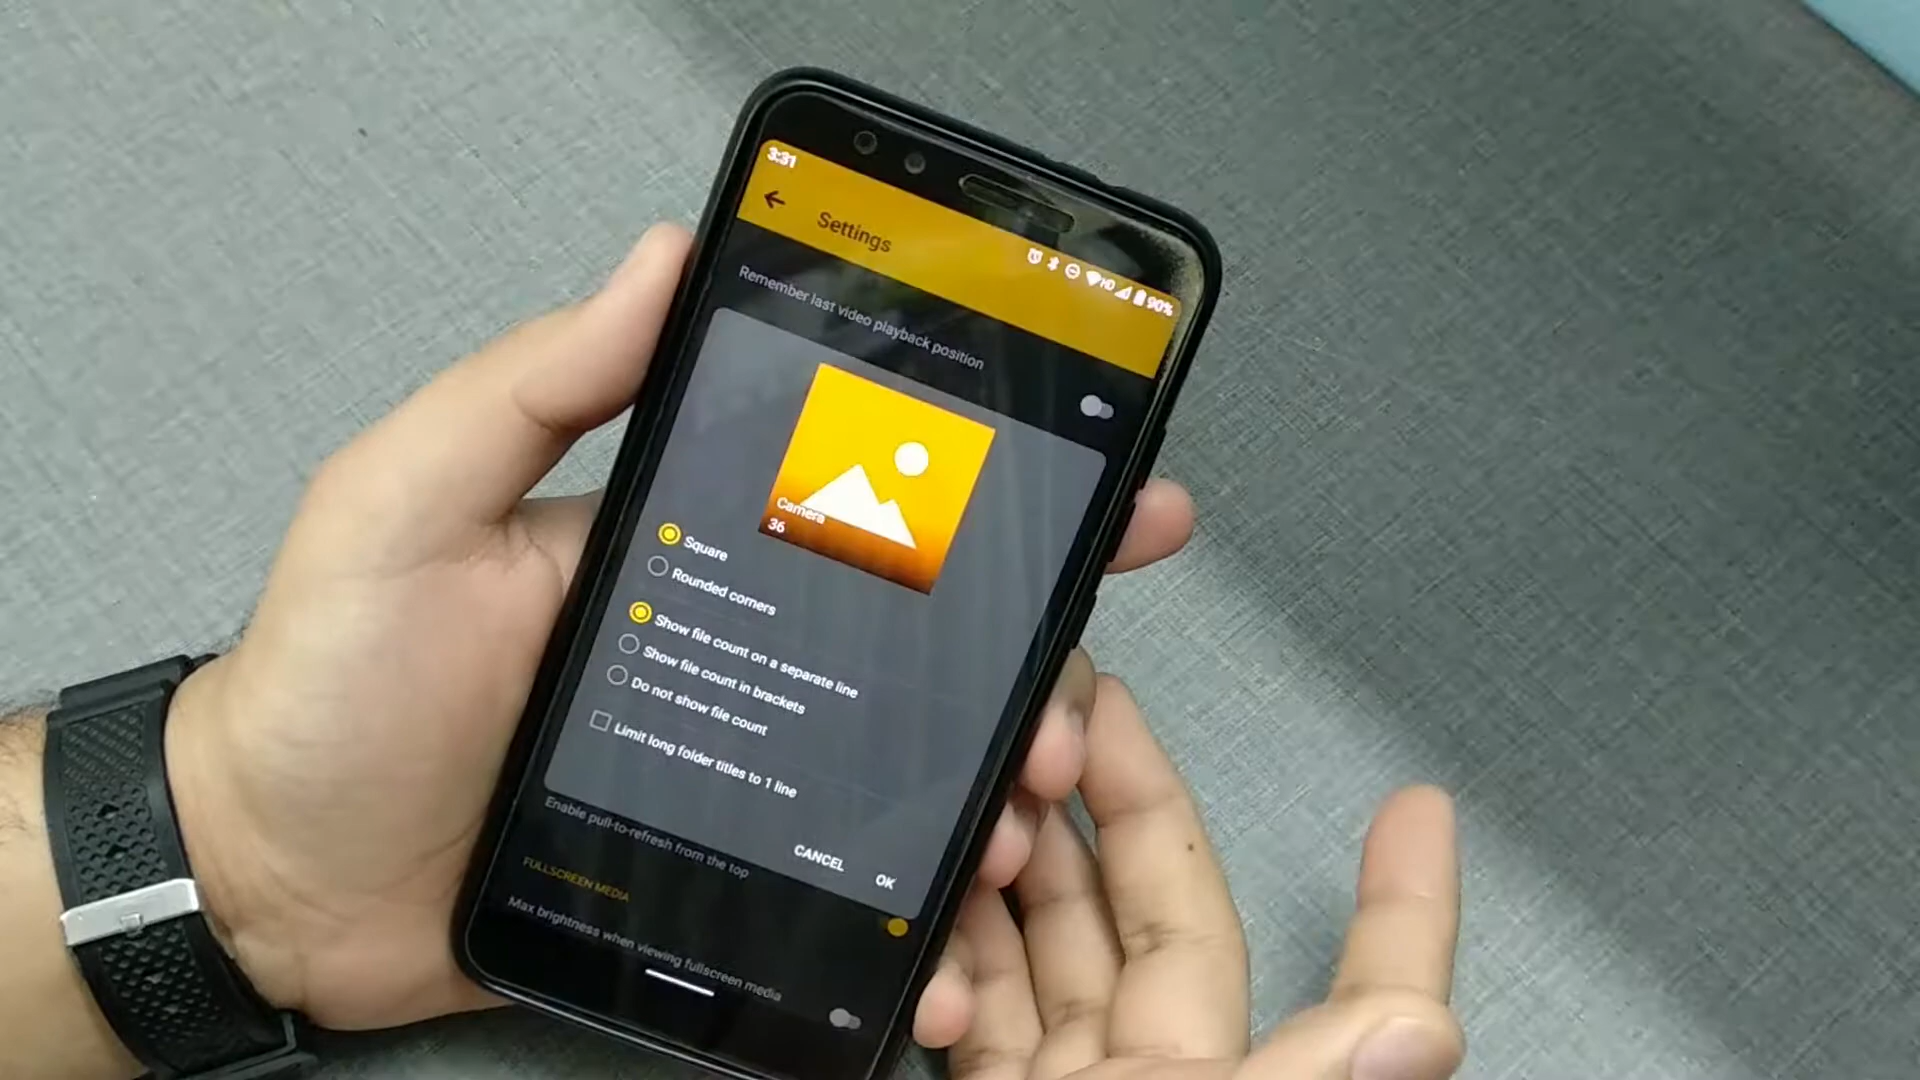 3:31
HD 90%
Settings
Remember last video playback position
Camera
36
Square
Rounded corners
Show file count on a separate line
Show file count in brackets
Do not show file count
Limit long folder titles to 1 line
CANCEL OK
Enable pull-to-refresh from the top
FULLSCREEN MEDIA
Max brightness when viewing fullscreen media